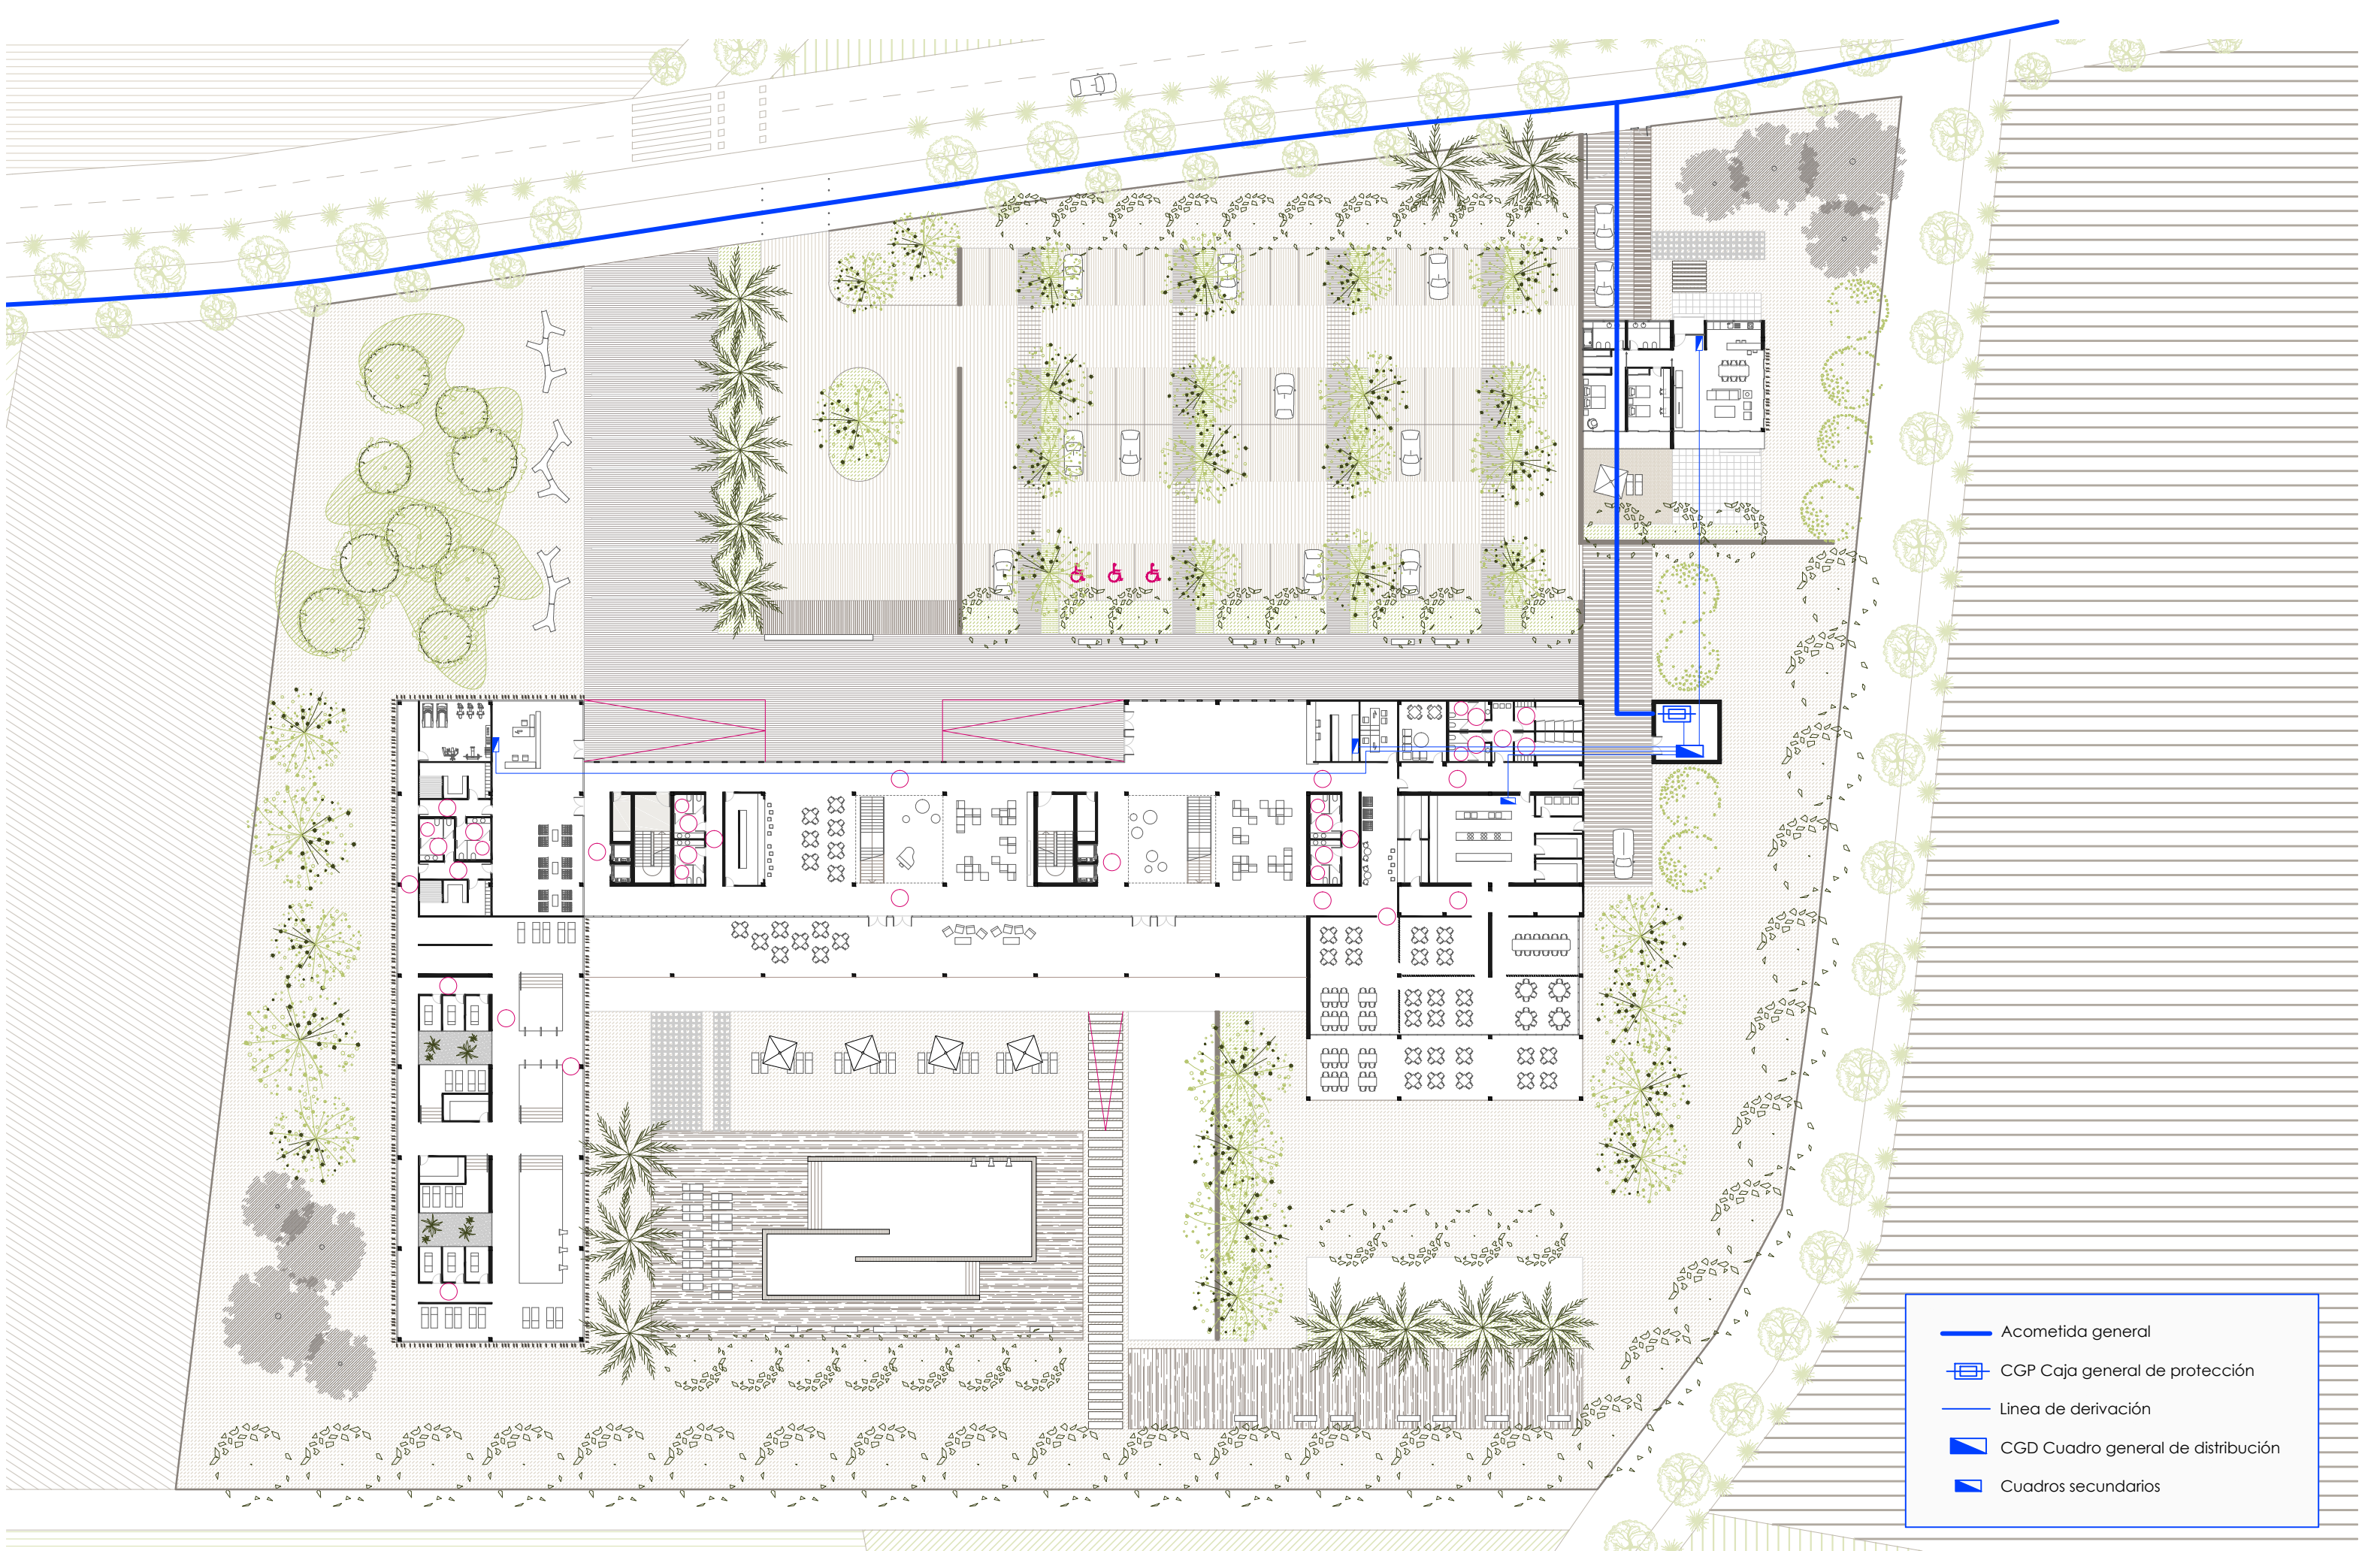 Acometida general
CGP Caja general de protección
Linea de derivación
CGD Cuadro general de distribución
Cuadros secundarios